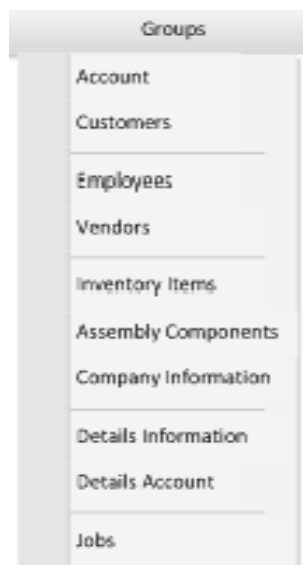 Groups
Account
Customers
Employees
Vendors
Inventory Items
Assembly Components
Company Information
Details Information
Details Account
Jobs